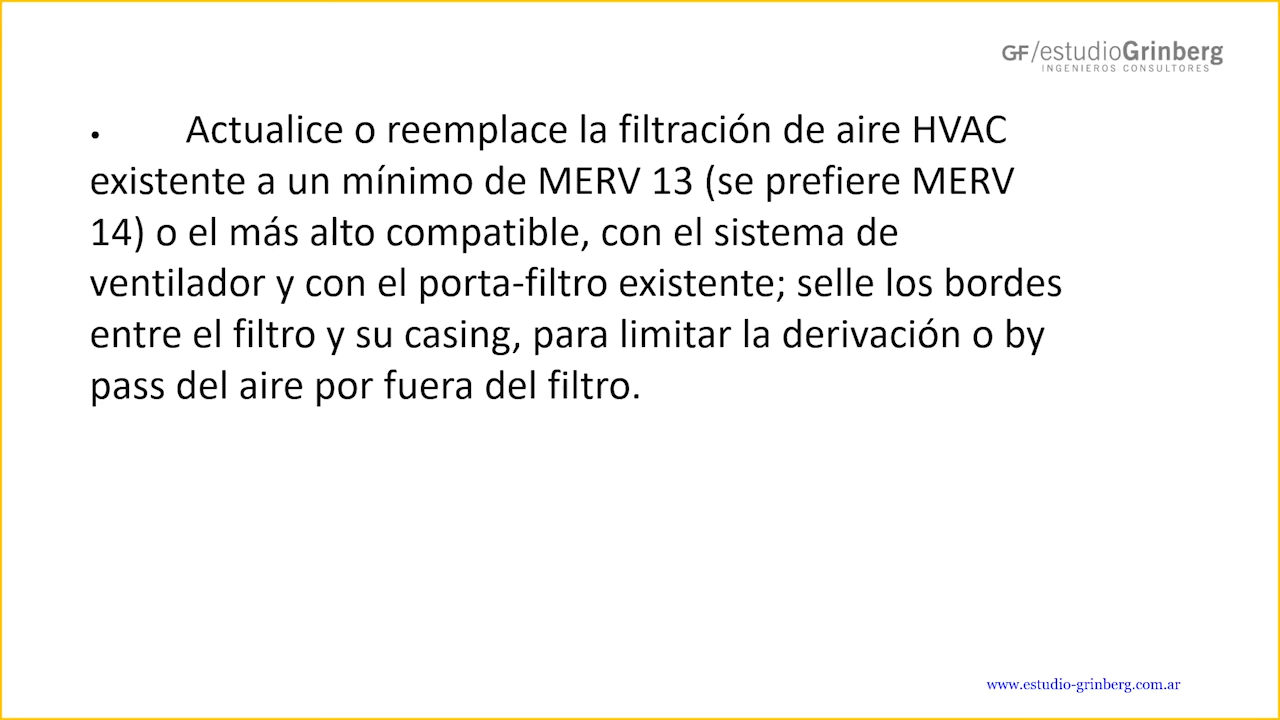 GF/estudioGrinberg
INGENIEROS CONSULTORES
• Actualice o reemplace la filtración de aire HVAC
existente a un mínimo de MERV 13 (se prefiere MERV
14) o el más alto compatible, con el sistema de
ventilador y con el porta-filtro existente; selle los bordes
entre el filtro y su casing, para limitar la derivación o by
pass del aire por fuera del filtro.
www.estudio-grinberg.com.ar